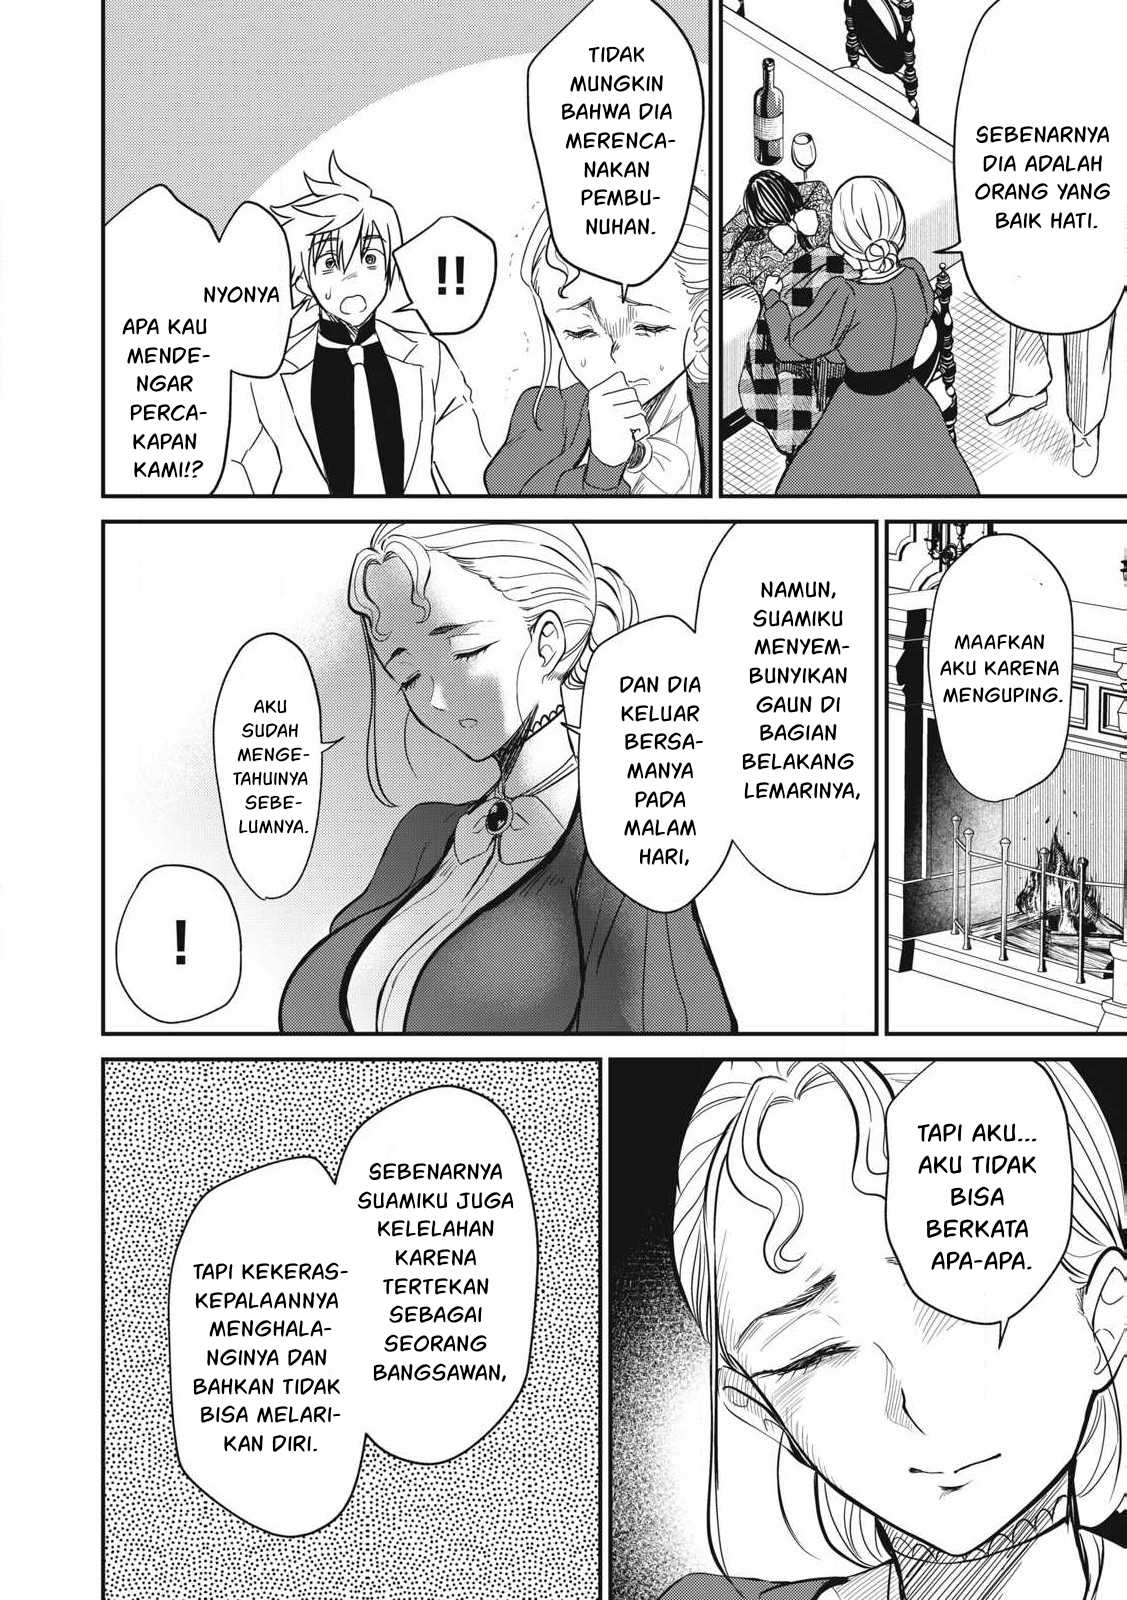 SEBENARNYA
DIA ADALAH
ORANG YANG
BAIK HATI.
TIDAK
MUNGKIN
BAHWA DIA
MERENCA-
NAKAN
PEMBU-
NUHAN.
!!
NYONYA
APA KAU
MENDE-
NGAR
PERCA-
KAPAN
KAMI!?
MAAFKAN
AKU KARENA
MENGUPING.
NAMUN,
SUAMIKU
MENYEM-
BUNYIKAN
GAUN DI
BAGIAN
BELAKANG
LEMARINYA,
DAN DIA
KELUAR
BERSA-
MANYA
PADA
MALAM
HARI,
AKU
SUDAH
MENGE-
TAHUINYA
SEBE-
LUMNYA.
!
TAPI AKU...
AKU TIDAK
BISA
BERKATA
APA-APA.
SEBENARNYA
SUAMIKU JUGA
KELELAHAN
KARENA
TERTEKAN
SEBAGAI
SEORANG
BANGSAWAN,
TAPI KEKERAS-
KEPALAANNYA
MENGHALA-
NGINYA DAN
BAHKAN TIDAK
BISA MELARI-
KAN DIRI.